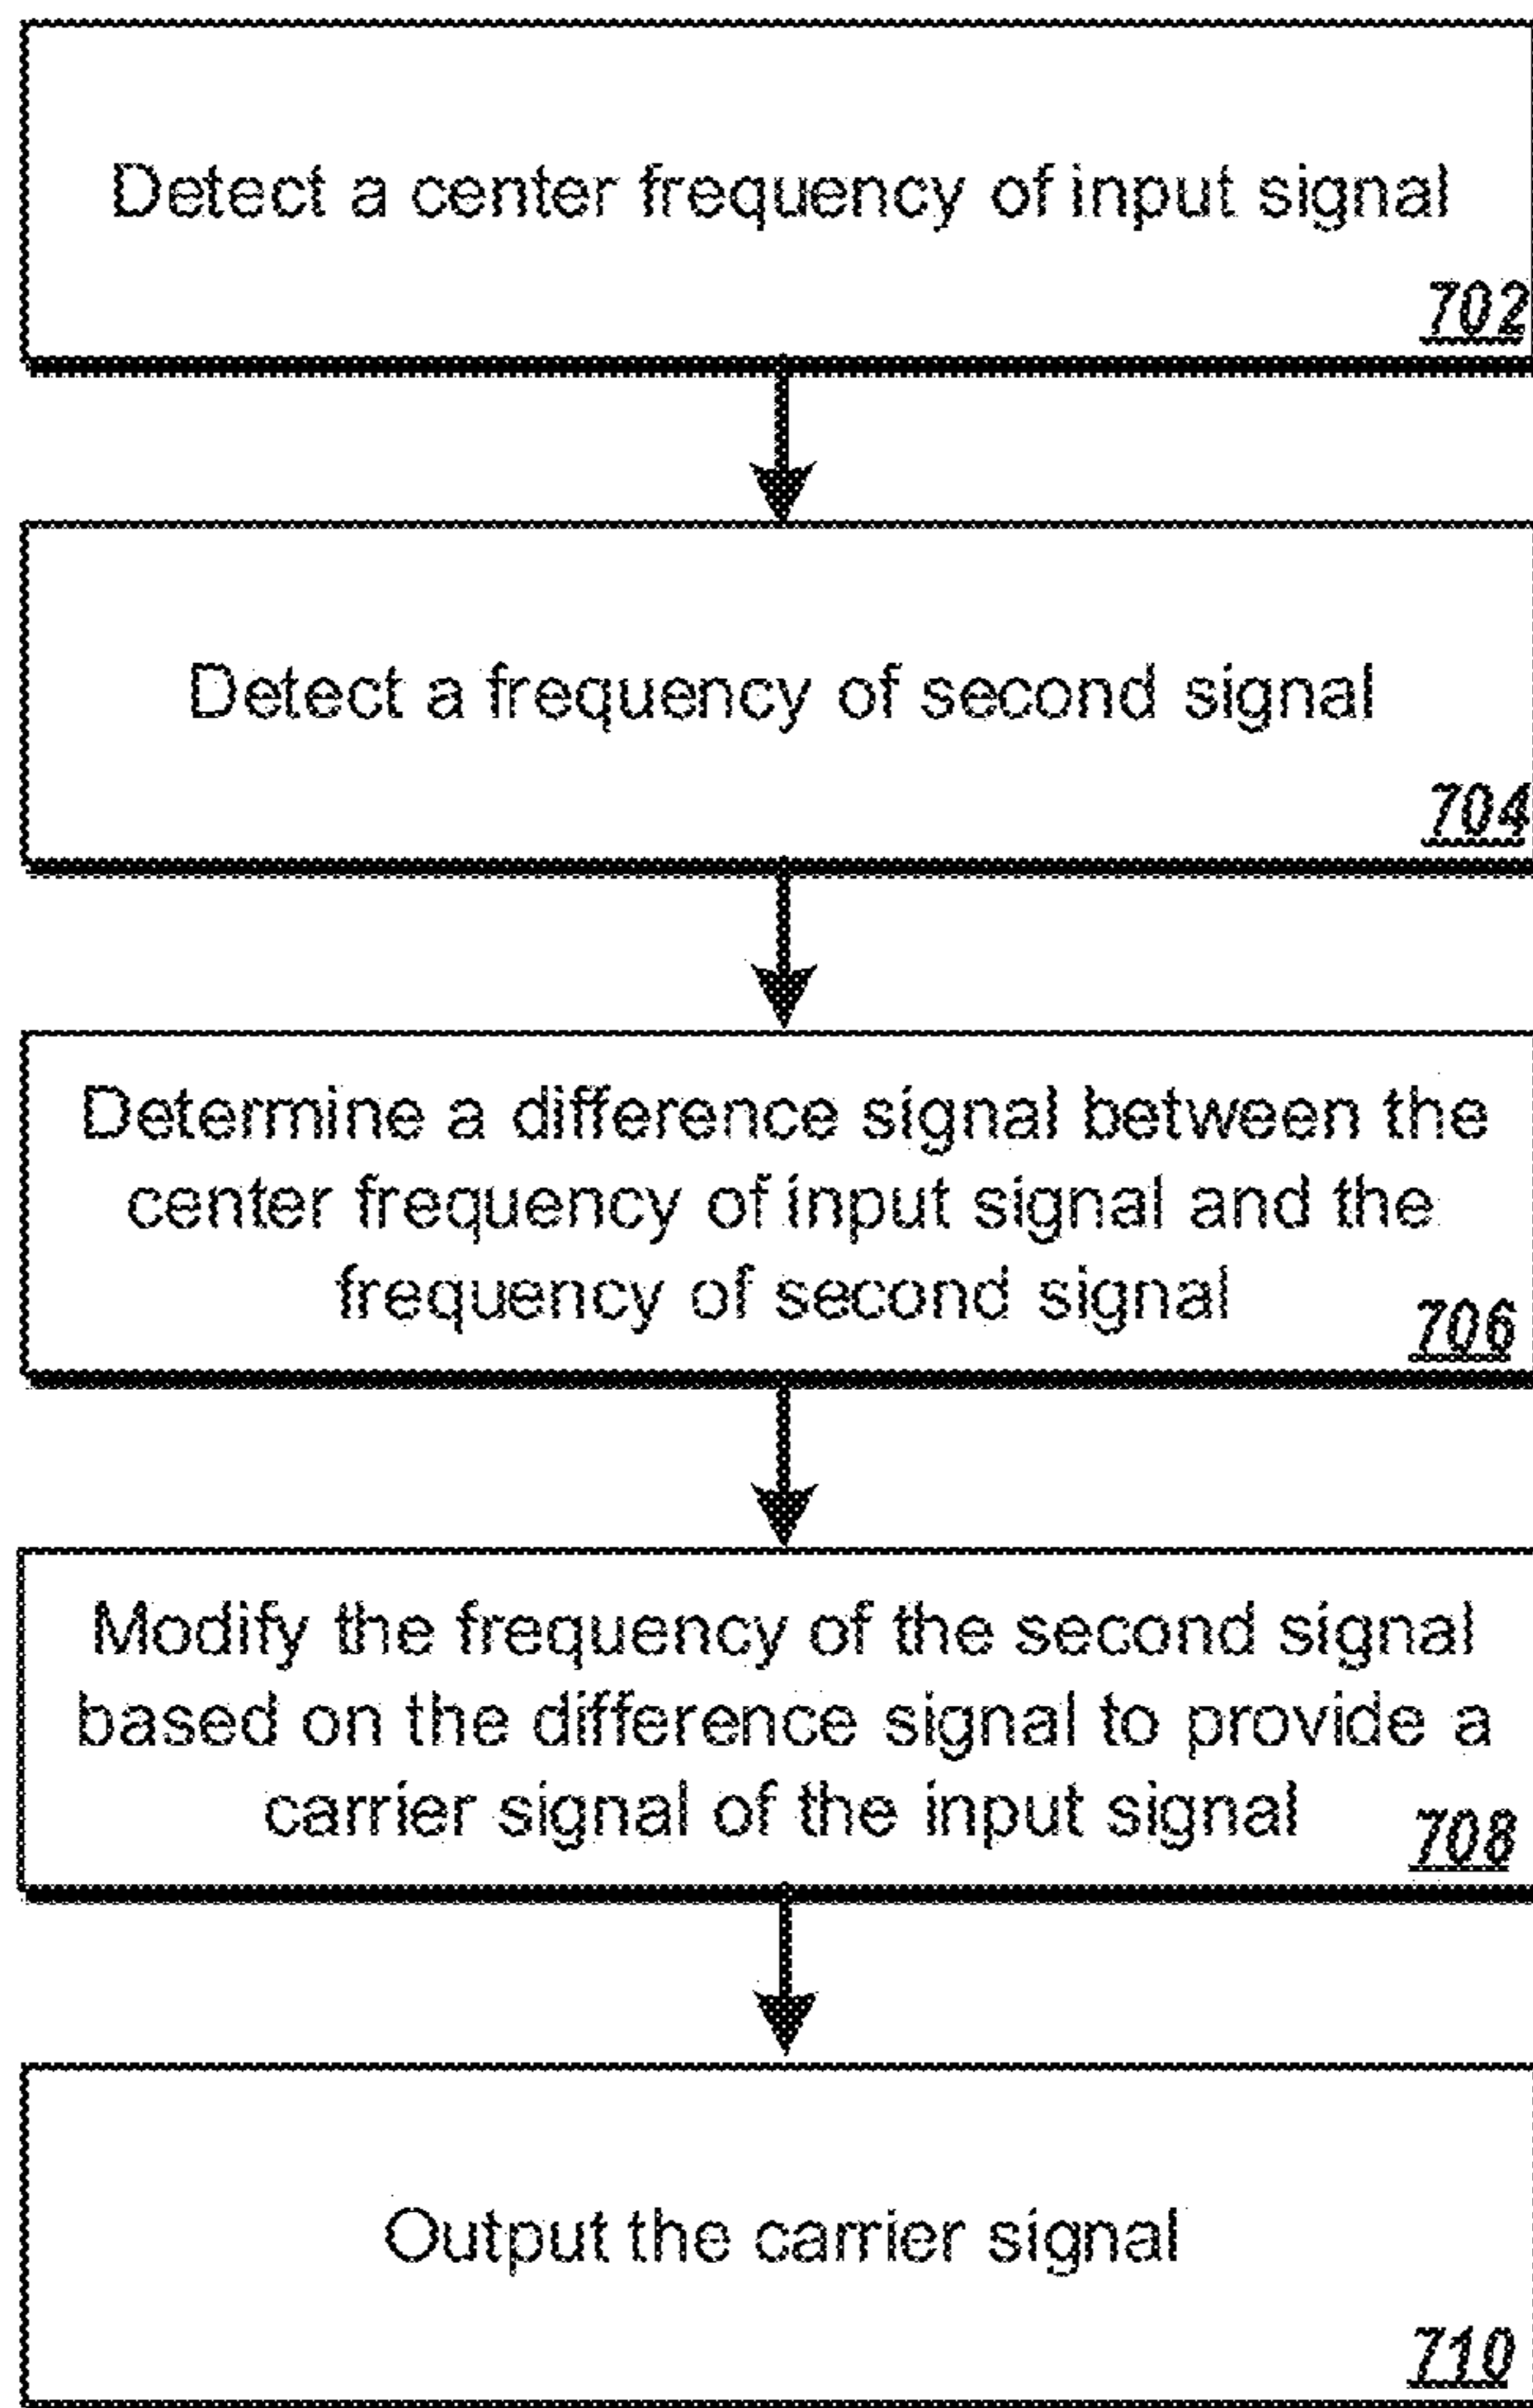 Detect a center frequency of input signal
702
Detect a frequency of second signal
704
Determine a difference signal between the
center frequency of input signal and the
frequency of second signal
706
Modify the frequency of the second signal
based on the difference signal to provide a
carrier signal of the input signal
708
Output the carrier signal
710